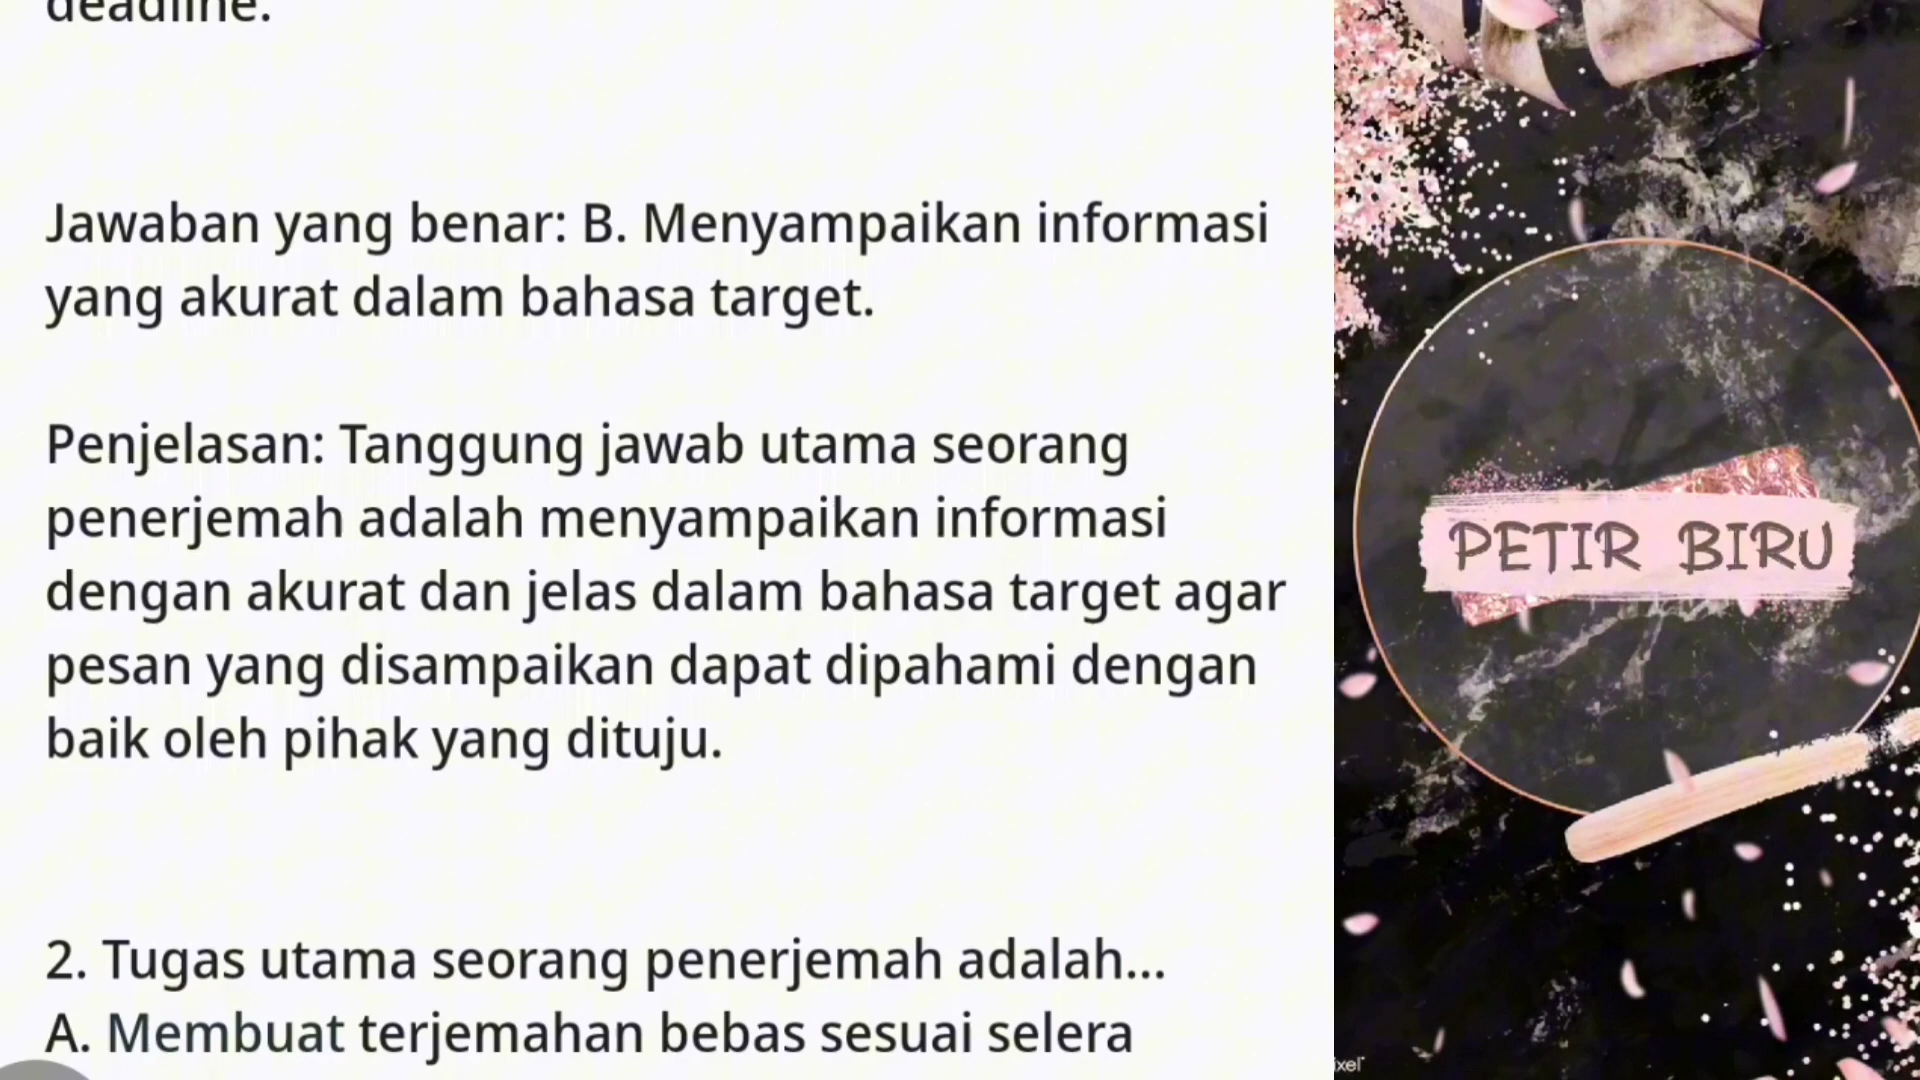 deadline.
Jawaban yang benar: B. Menyampaikan informasi
yang akurat dalam bahasa target.
Penjelasan: Tanggung jawab utama seorang
penerjemah adalah menyampaikan informasi
dengan akurat dan jelas dalam bahasa target agar
pesan yang disampaikan dapat dipahami dengan
baik oleh pihak yang dituju.
2. Tugas utama seorang penerjemah adalah...
A. Membuat terjemahan bebas sesuai selera
PETIR BIRU